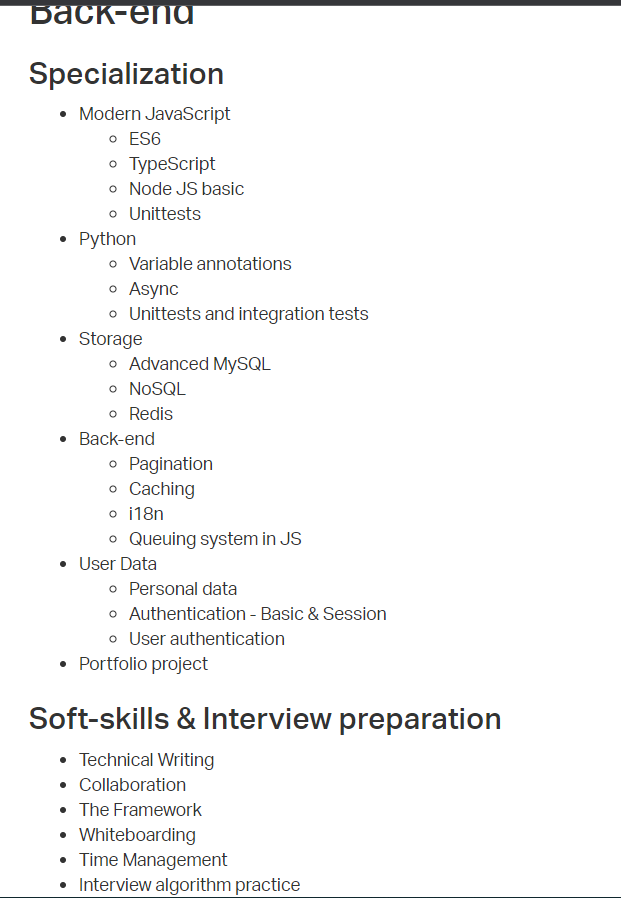 Back-end
Specialization
Modern JavaScript
ES6
TypeScript
Node JS basic
Unittests
Python
Variable annotations
Async
Unittests and integration tests
Storage
Advanced MySQL
NoSQL
Redis
Back-end
Pagination
Caching
i18n
Queuing system in JS
User Data
Personal data
Authentication - Basic & Session
User authentication
Portfolio project
Soft-skills & Interview preparation
Technical Writing
Collaboration
The Framework
Whiteboarding
Time Management
Interview algorithm practice